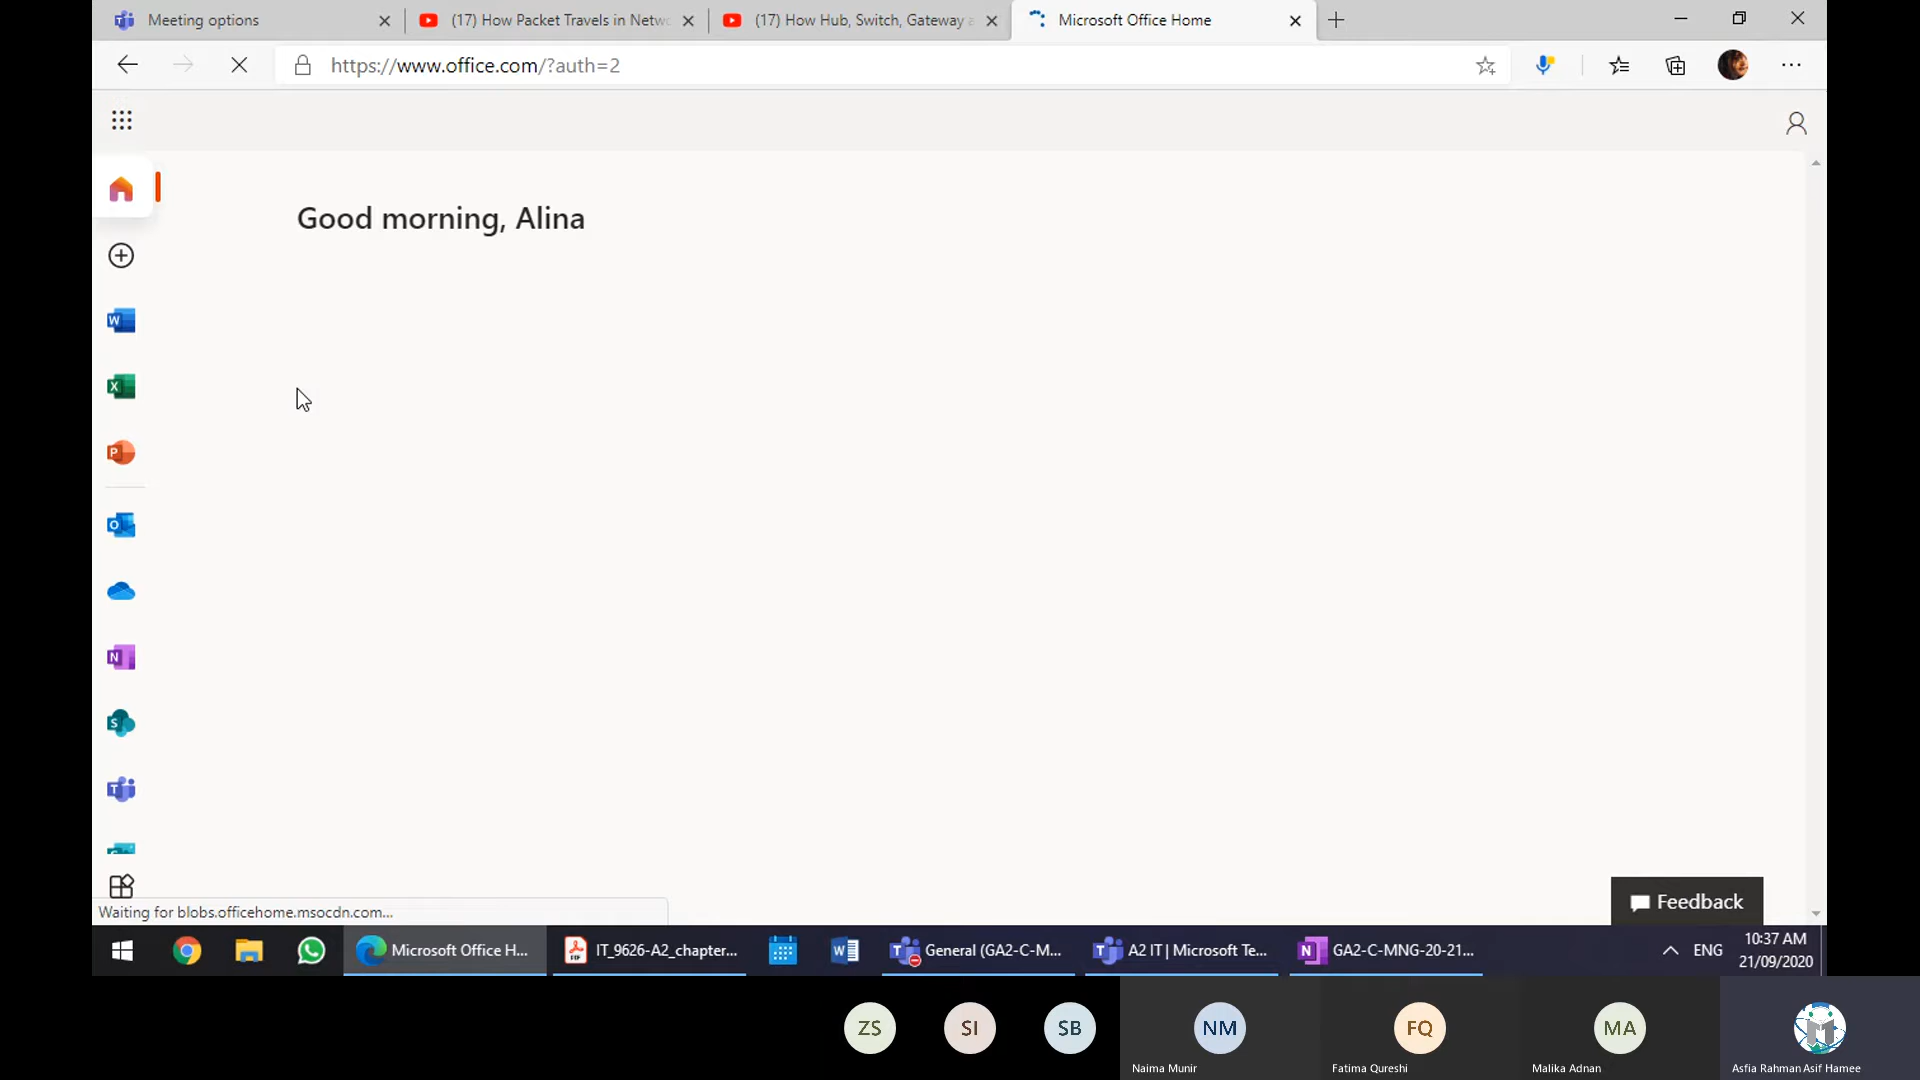 Meeting options
(17) How Packet Travels in Netwo
(17) How Hub, Switch, Gateway a
Microsoft Office Home
https://www.office.com/?auth=2
Good morning, Alina
W
X
P
O
N
S
T
Feedback
Waiting for blobs.officehome.msocdn.com...
Microsoft Office H...
IT_9626-A2_chapter...
General (GA2-C-M...
A2 IT | Microsoft Te...
GA2-C-MNG-20-21...
ENG
10:37 AM
21/09/2020
ZS
SI
SB
NM
FQ
MA
Naima Munir
Fatima Qureshi
Malika Adnan
Asfia Rahman Asif Hamee